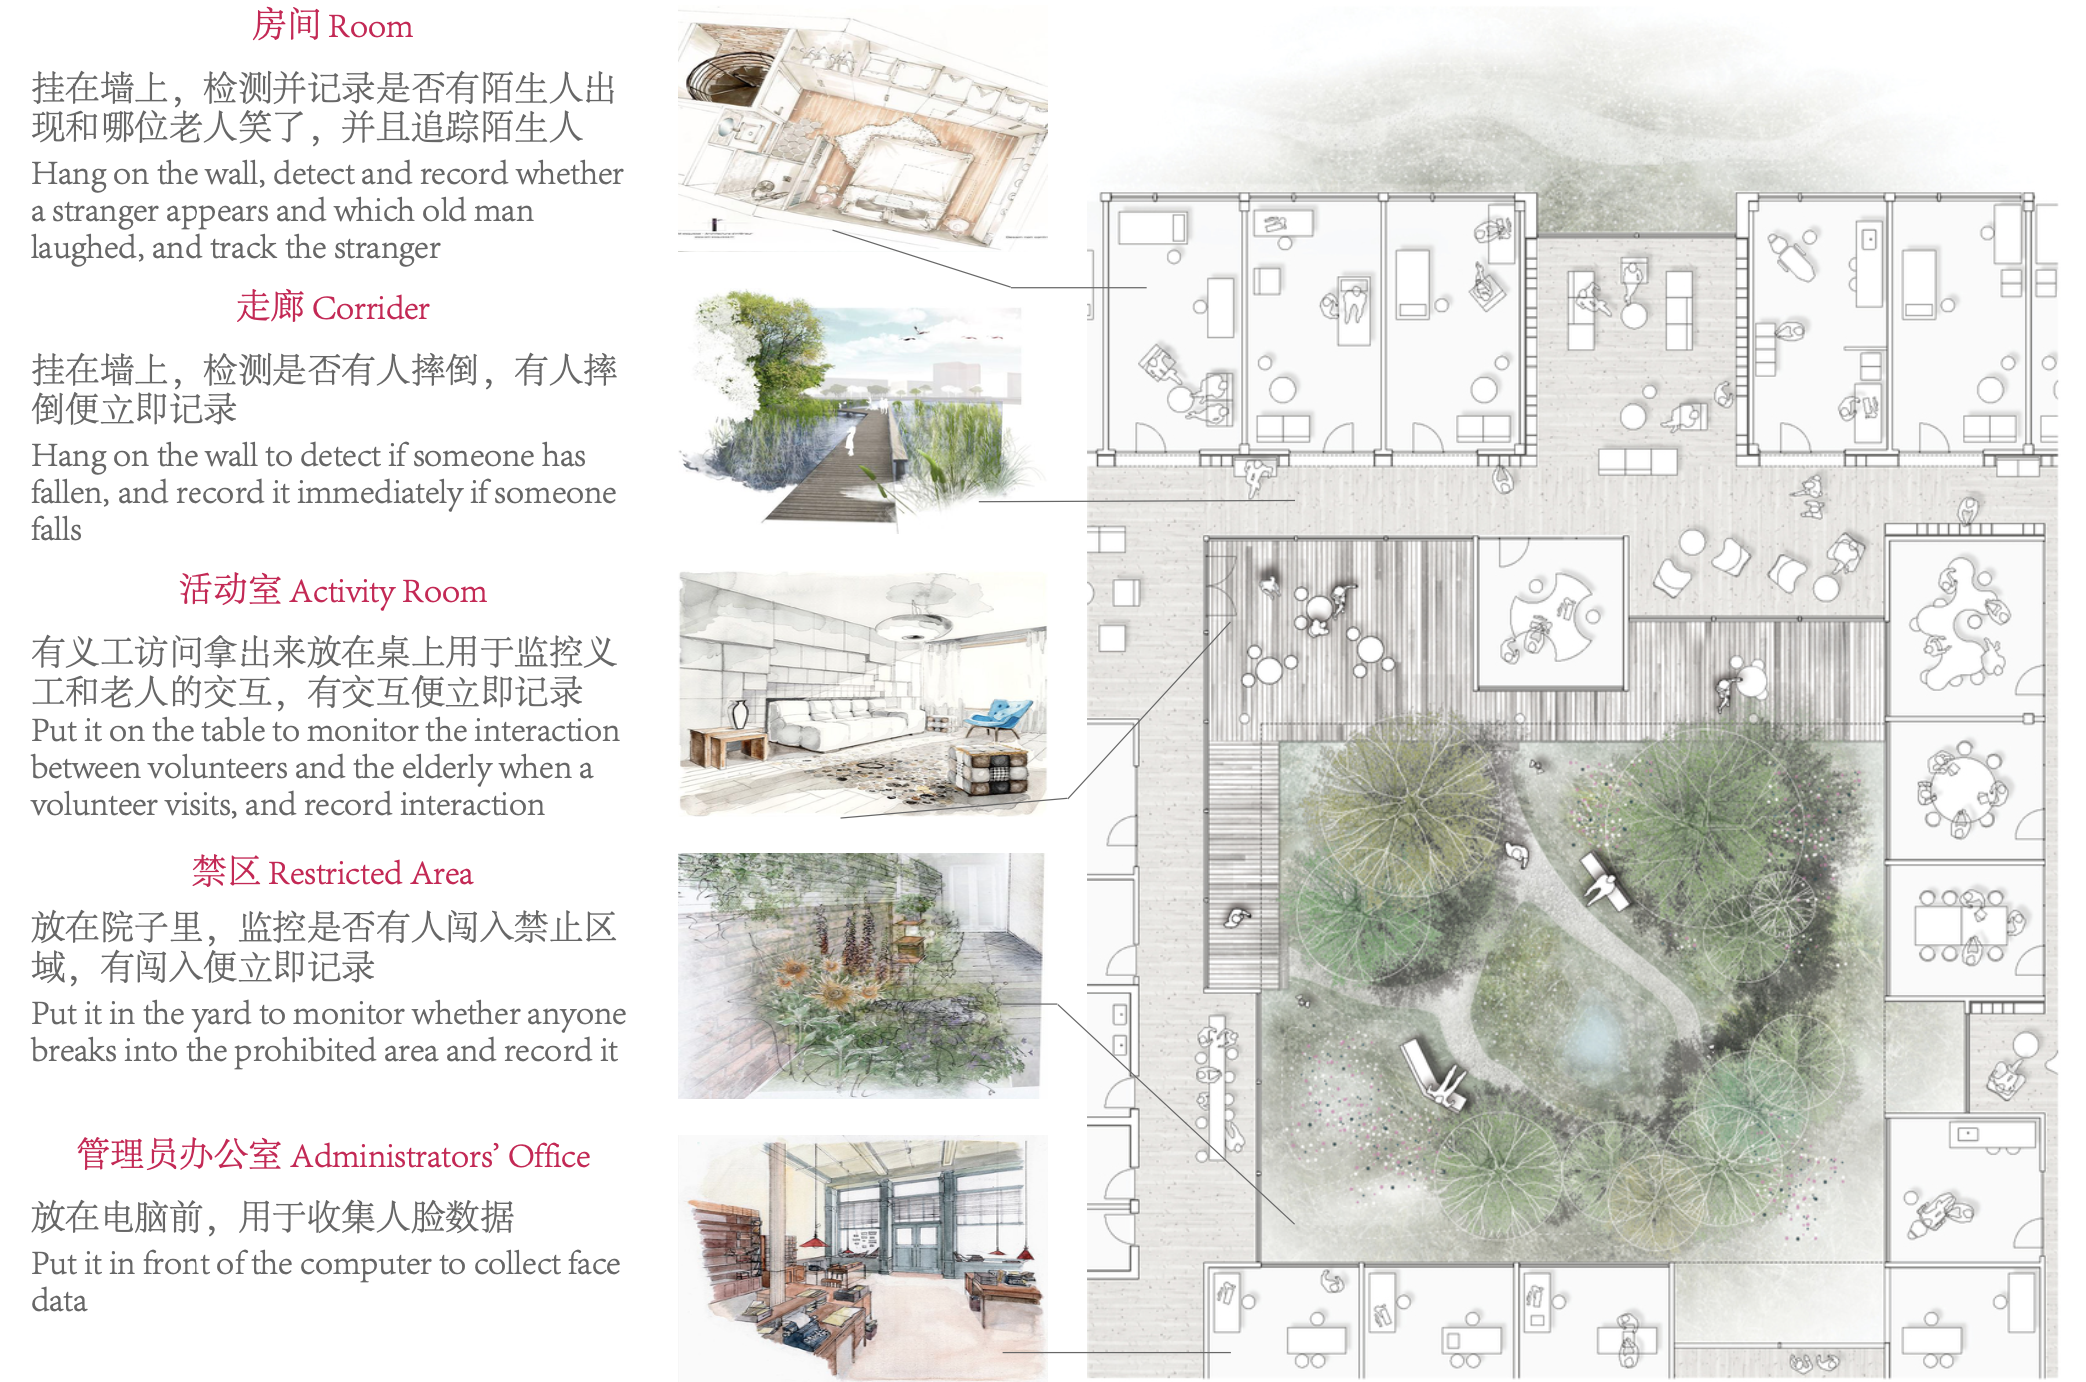 房间 Room
挂在墙上，检测并记录是否有陌生人出
现和哪位老人笑了，并且追踪陌生人
Hang on the wall, detect and record whether
a stranger appears and which old man
laughed, and track the stranger
走廊 Corrider
挂在墙上，检测是否有人摔倒，有人摔
倒便立即记录
Hang on the wall to detect if someone has
fallen, and record it immediately if someone
falls
活动室 Activity Room
有义工访问拿出来放在桌上用于监控义
工和老人的交互，有交互便立即记录
Put it on the table to monitor the interaction
between volunteers and the elderly when a
volunteer visits, and record interaction
禁区 Restricted Area
放在院子里，监控是否有人闯入禁止区
域，有闯入便立即记录
Put it in the yard to monitor whether anyone
breaks into the prohibited area and record it
管理员办公室 Administrators’ Office
放在电脑前，用于收集人脸数据
Put it in front of the computer to collect face
data